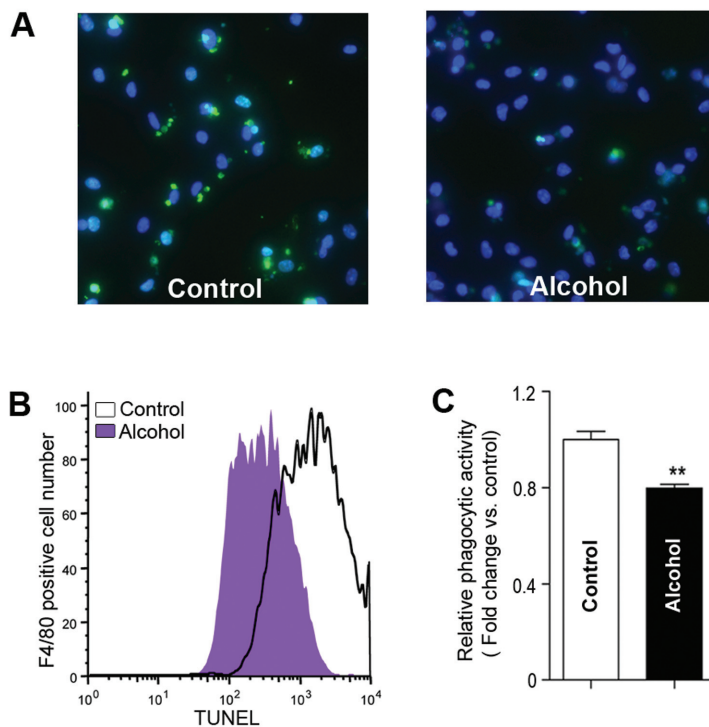 A
Control
Alcohol
B
Control
Alcohol
F4/80 positive cell number
100
80
60
40
20
0
10⁰ 10¹ 10² 10³ 10⁴
TUNEL
C
Relative phagocytic activity
( Fold change vs. control)
1.2
0.8
0.4
0
**
Control
Alcohol